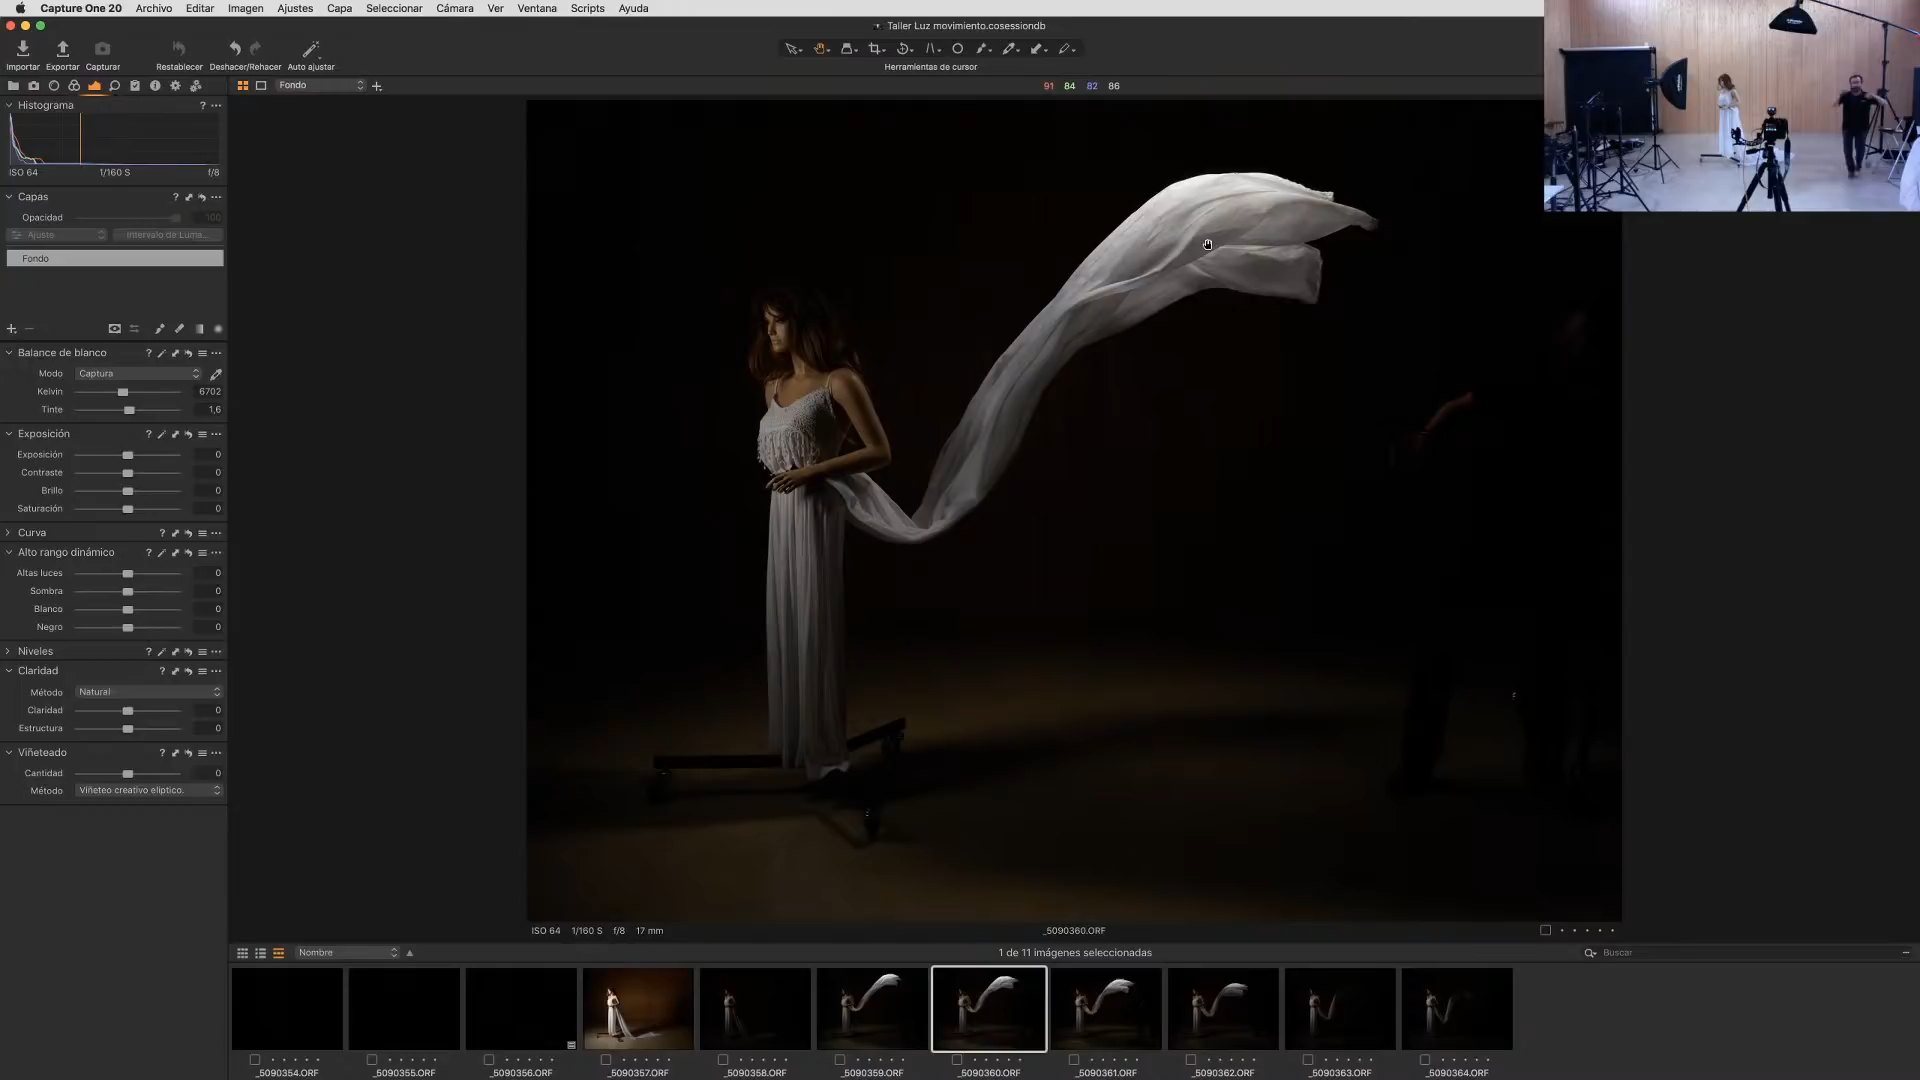 Capture One 20 Archivo Editar Imagen Ajustes Capa Seleccionar Cámara Ver Ventana Scripts Ayuda
Taller Luz movimiento.cosessiondb
Importar Exportar Capturar Restablecer Deshacer/Rehacer Auto ajustar
Herramientas de cursor
Fondo
91 84 82 86
Histograma
ISO 64 1/160 S f/8
Capas
Opacidad 100
Ajuste Intervalo de Luma...
Fondo
Balance de blanco
Modo Captura
Kelvin 6702
Tinte 1,6
Exposición
Exposición 0
Contraste 0
Brillo 0
Saturación 0
Curva
Alto rango dinámico
Altas luces 0
Sombra 0
Blanco 0
Negro 0
Niveles
Claridad
Método Natural
Claridad 0
Estructura 0
Viñeteado
Cantidad 0
Método Viñeteo creativo elíptico.
ISO 64 1/160 S f/8 17 mm
_5090360.ORF
Nombre
1 de 11 imágenes seleccionadas
Buscar
_5090354.ORF _5090355.ORF _5090356.ORF _5090357.ORF _5090358.ORF _5090359.ORF _5090360.ORF _5090361.ORF _5090362.ORF _5090363.ORF _5090364.ORF